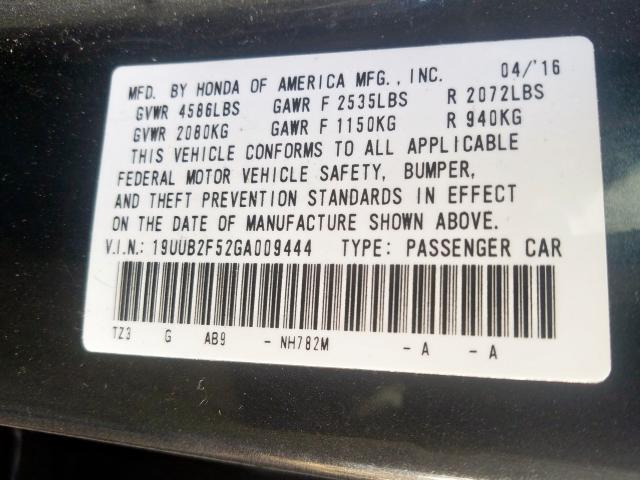 MFD. BY HONDA OF AMERICA MFG., INC. 04/'16
GVWR 4586LBS GAWR F 2535LBS R 2072LBS
GVWR 2080KG GAWR F 1150KG R 940KG
THIS VEHICLE CONFORMS TO ALL APPLICABLE
FEDERAL MOTOR VEHICLE SAFETY, BUMPER,
AND THEFT PREVENTION STANDARDS IN EFFECT
ON THE DATE OF MANUFACTURE SHOWN ABOVE.
V.I.N.: 19UUB2F52GA009444 TYPE: PASSENGER CAR
TZ3 G AB9 - NH782M - A - A